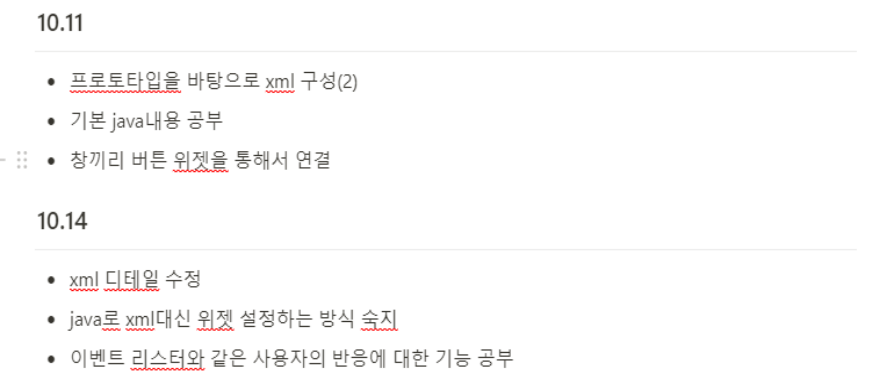 10.11
프로토타입을 바탕으로 xml 구성(2)
기본 java내용 공부
창끼리 버튼 위젯을 통해서 연결
10.14
xml 디테일 수정
java로 xml대신 위젯 설정하는 방식 숙지
이벤트 리스터와 같은 사용자의 반응에 대한 기능 공부